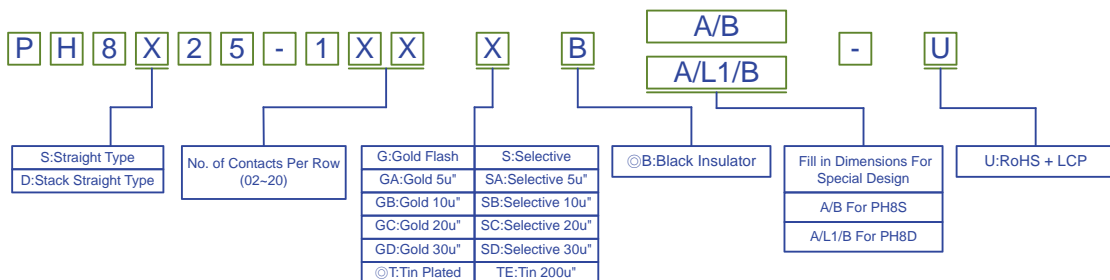 A/B
P H 8 X 2 5 - 1 X X X B - U
A/L1/B
S:Straight Type
D:Stack Straight Type
No. of Contacts Per Row
(02~20)
G:Gold Flash S:Selective
GA:Gold 5u" SA:Selective 5u"
GB:Gold 10u" SB:Selective 10u"
GC:Gold 20u" SC:Selective 20u"
GD:Gold 30u" SD:Selective 30u"
◎T:Tin Plated TE:Tin 200u"
◎B:Black Insulator
Fill in Dimensions For
Special Design
A/B For PH8S
A/L1/B For PH8D
U:RoHS + LCP